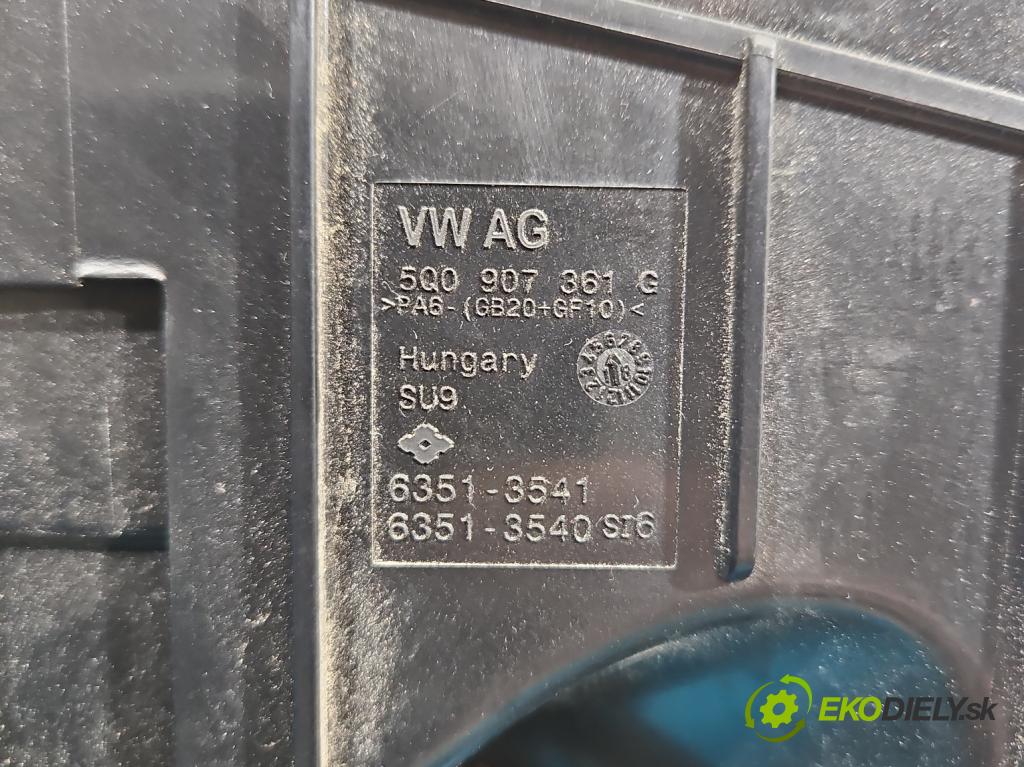 VW AG
5Q0 907 361 G
>PA6-(GB20+GF10)<
Hungary
SU9
6351-3541
6351-3540 SI6
EKODIELY.sk